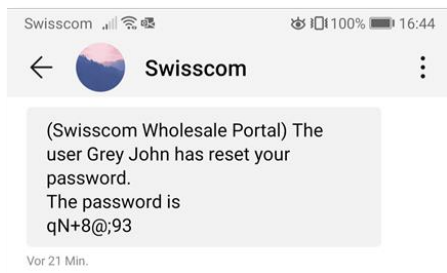 Swisscom 100% 16:44
Swisscom
(Swisscom Wholesale Portal) The
user Grey John has reset your
password.
The password is
qN+8@;93
Vor 21 Min.